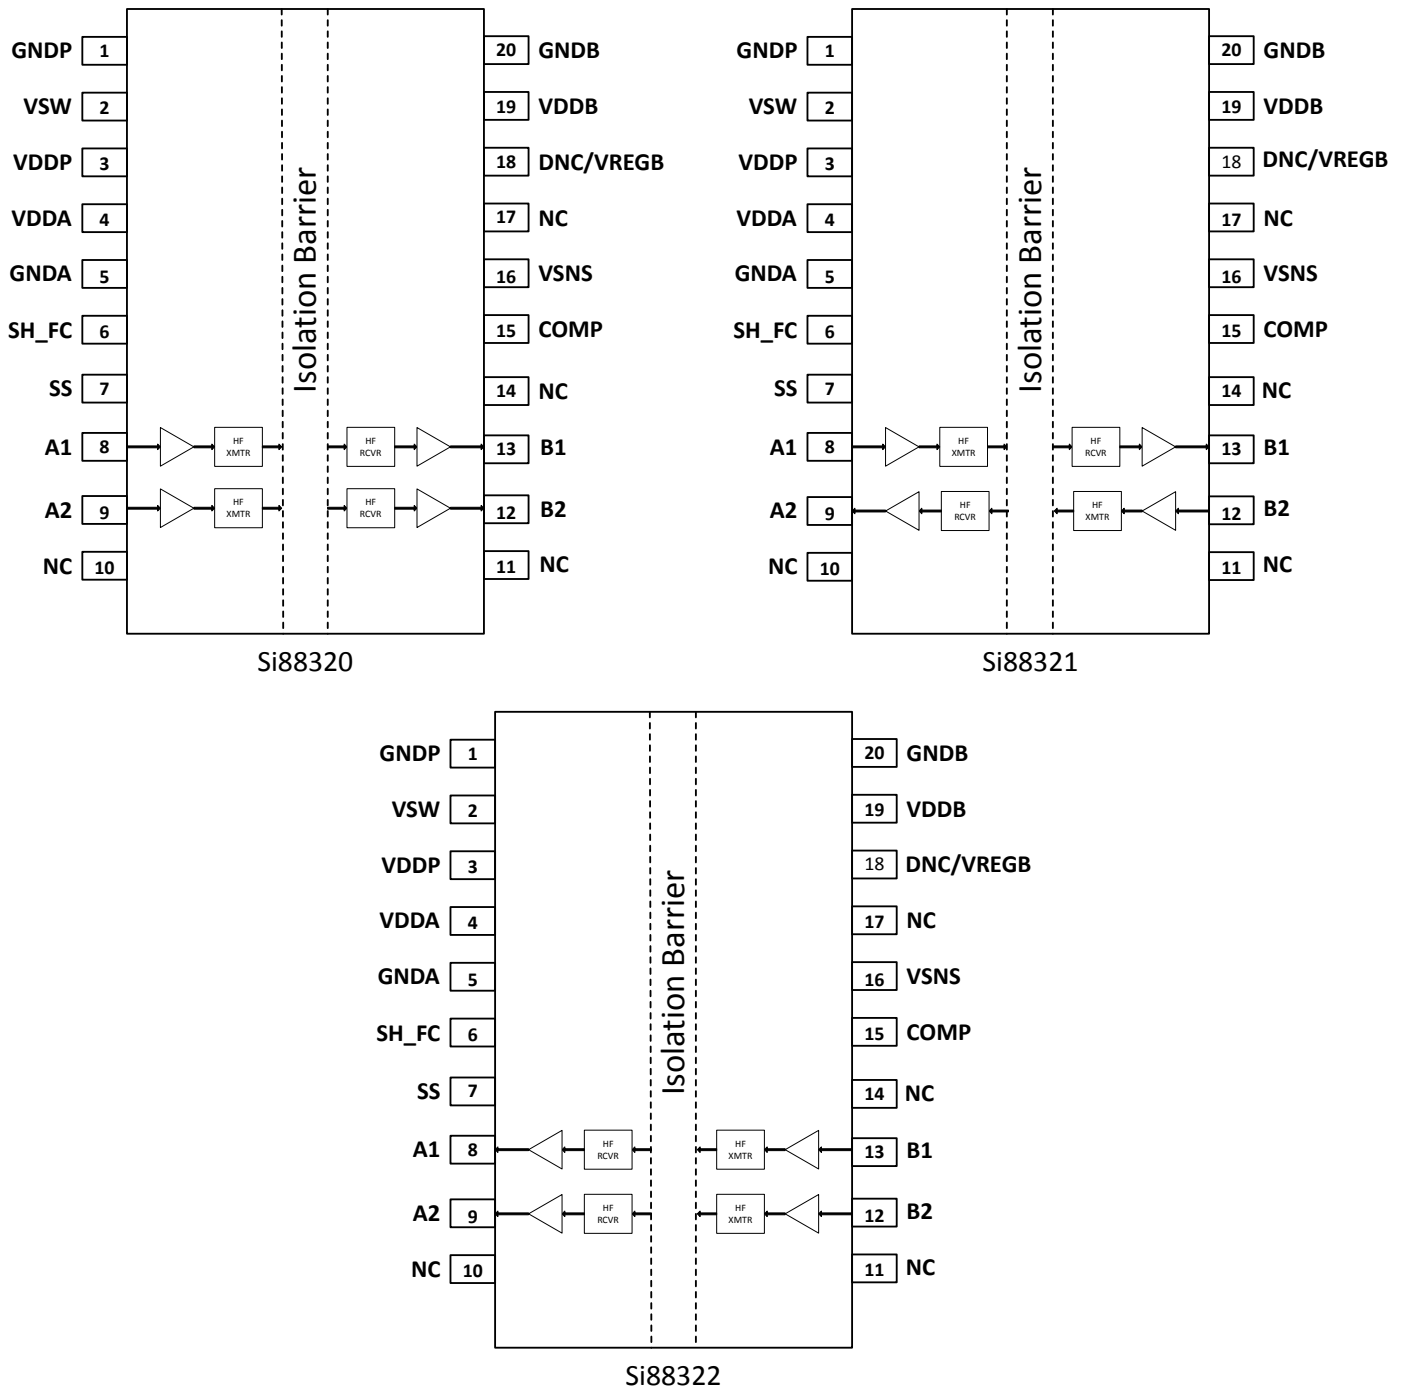 GNDP 1 20 GNDB
VSW 2 19 VDDB
VDDP 3 18 DNC/VREGB
VDDA 4 17 NC
GNDA 5 16 VSNS
SH_FC 6 15 COMP
SS 7 14 NC
A1 8 HF XMTR HF RCVR 13 B1
A2 9 HF XMTR HF RCVR 12 B2
NC 10 11 NC
Isolation Barrier
Si88320
GNDP 1 20 GNDB
VSW 2 19 VDDB
VDDP 3 18 DNC/VREGB
VDDA 4 17 NC
GNDA 5 16 VSNS
SH_FC 6 15 COMP
SS 7 14 NC
A1 8 HF XMTR HF RCVR 13 B1
A2 9 HF RCVR HF XMTR 12 B2
NC 10 11 NC
Isolation Barrier
Si88321
GNDP 1 20 GNDB
VSW 2 19 VDDB
VDDP 3 18 DNC/VREGB
VDDA 4 17 NC
GNDA 5 16 VSNS
SH_FC 6 15 COMP
SS 7 14 NC
A1 8 HF RCVR HF XMTR 13 B1
A2 9 HF RCVR HF XMTR 12 B2
NC 10 11 NC
Isolation Barrier
Si88322